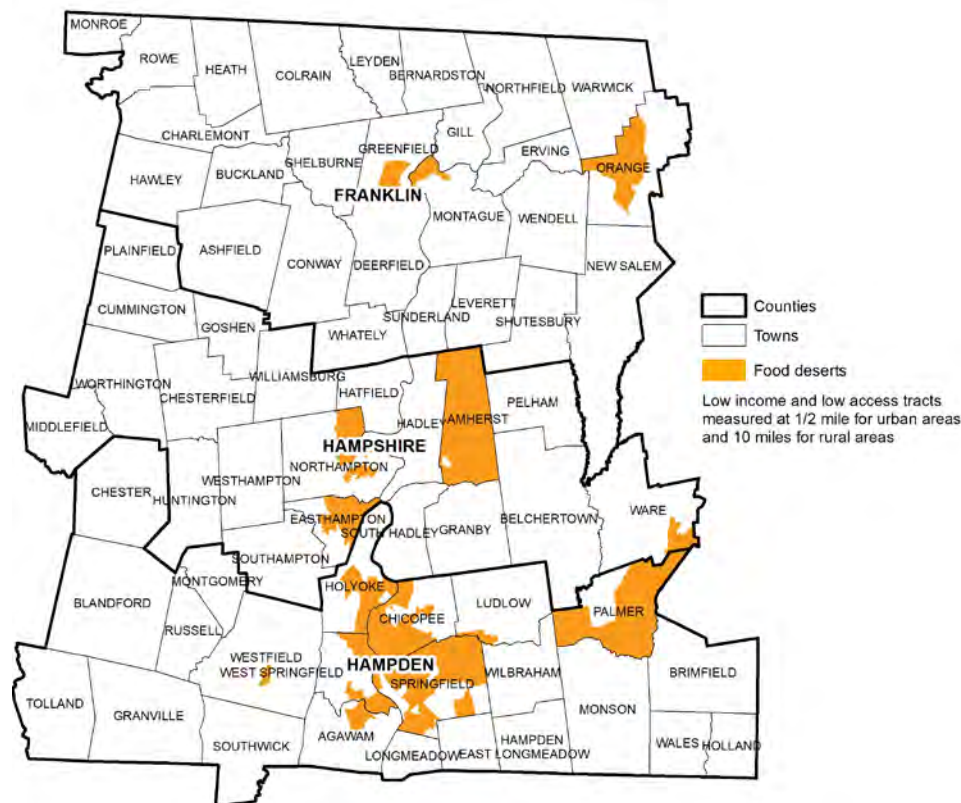 MONROE
ROWE
HEATH
COLRAIN
LEYDEN
BERNARDSTON
NORTHFIELD
WARWICK
CHARLEMONT
GILL
GREENFIELD
ERVING
SHELBURNE
ORANGE
HAWLEY
BUCKLAND
FRANKLIN
MONTAGUE
WENDELL
PLAINFIELD
ASHFIELD
CONWAY
DEERFIELD
NEW SALEM
CUMMINGTON
GOSHEN
WHATELY
SUNDERLAND
LEVERETT
SHUTESBURY
Counties
Towns
Food deserts
Low income and low access tracts
measured at 1/2 mile for urban areas
and 10 miles for rural areas
WORTHINGTON
CHESTERFIELD
WILLIAMSBURG
HATFIELD
HADLEY
AMHERST
PELHAM
MIDDLEFIELD
HAMPSHIRE
NORTHAMPTON
CHESTER
HUNTINGTON
WESTHAMPTON
EASTHAMPTON
SOUTH HADLEY
GRANBY
BELCHERTOWN
WARE
SOUTHAMPTON
MONTGOMERY
BLANDFORD
HOLYOKE
LUDLOW
PALMER
RUSSELL
CHICOPEE
WESTFIELD
WEST SPRINGFIELD
HAMPDEN
SPRINGFIELD
WILBRAHAM
BRIMFIELD
TOLLAND
GRANVILLE
MONSON
SOUTHWICK
AGAWAM
LONGMEADOW
EAST LONGMEADOW
HAMPDEN
WALES
HOLLAND